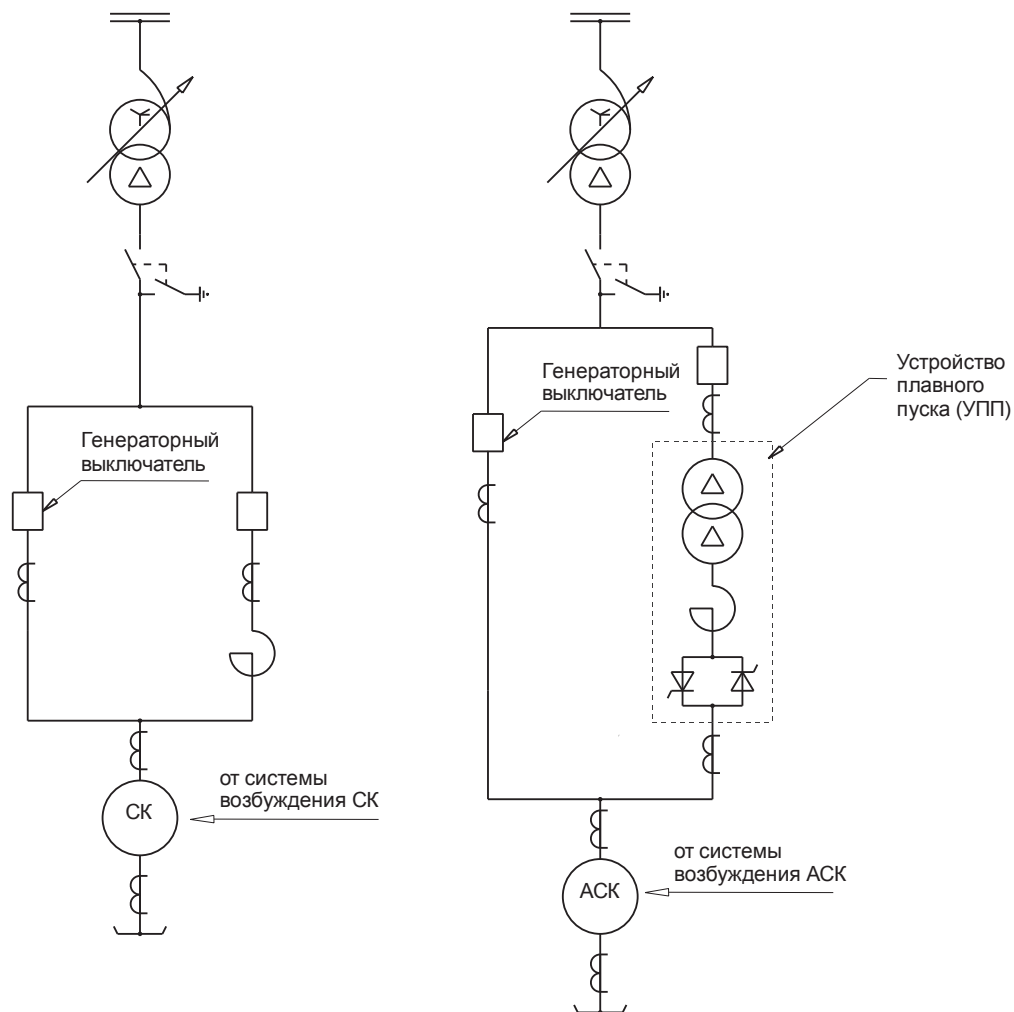 Генераторный
выключатель
СК
от системы
возбуждения СК
Генераторный
выключатель
Устройство
плавного
пуска (УПП)
АСК
от системы
возбуждения АСК